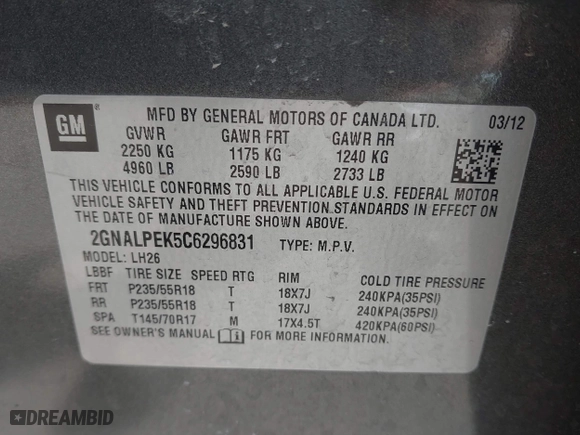 GM
MFD BY GENERAL MOTORS OF CANADA LTD. 03/12
GVWR GAWR FRT GAWR RR
2250 KG 1175 KG 1240 KG
4960 LB 2590 LB 2733 LB
THIS VEHICLE CONFORMS TO ALL APPLICABLE U.S. FEDERAL MOTOR
VEHICLE SAFETY AND THEFT PREVENTION STANDARDS IN EFFECT ON
THE DATE OF MANUFACTURE SHOWN ABOVE.
2GNALPEK5C6296831 TYPE: M.P.V.
MODEL: LH26
LBBF TIRE SIZE SPEED RTG RIM COLD TIRE PRESSURE
FRT P235/55R18 T 18X7J 240KPA(35PSI)
RR P235/55R18 T 18X7J 240KPA(35PSI)
SPA T145/70R17 M 17X4.5T 420KPA(60PSI)
SEE OWNER'S MANUAL FOR MORE INFORMATION.
DREAMBID